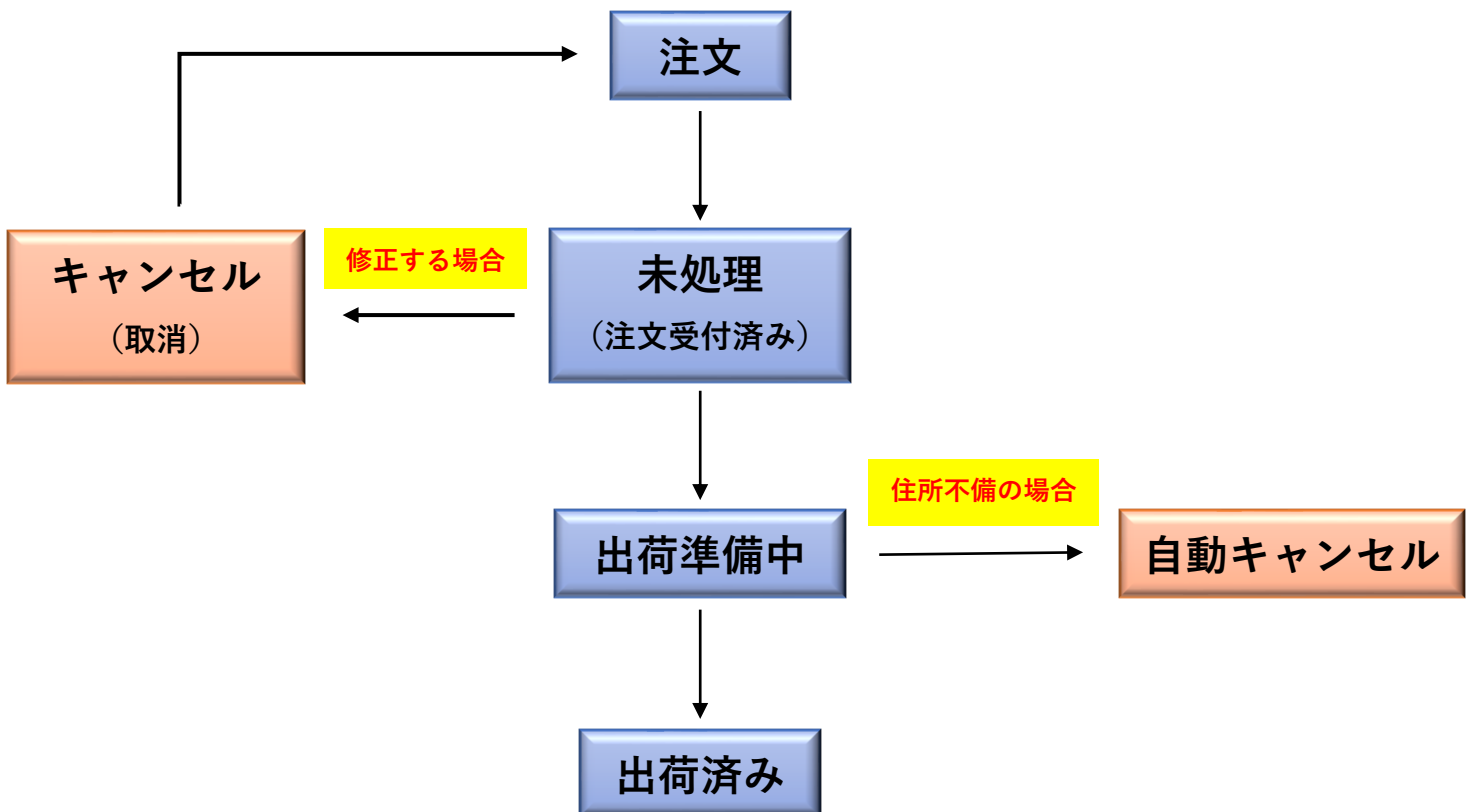 注文
キャンセル
（取消）
修正する場合
未処理
（注文受付済み）
住所不備の場合
出荷準備中
自動キャンセル
出荷済み